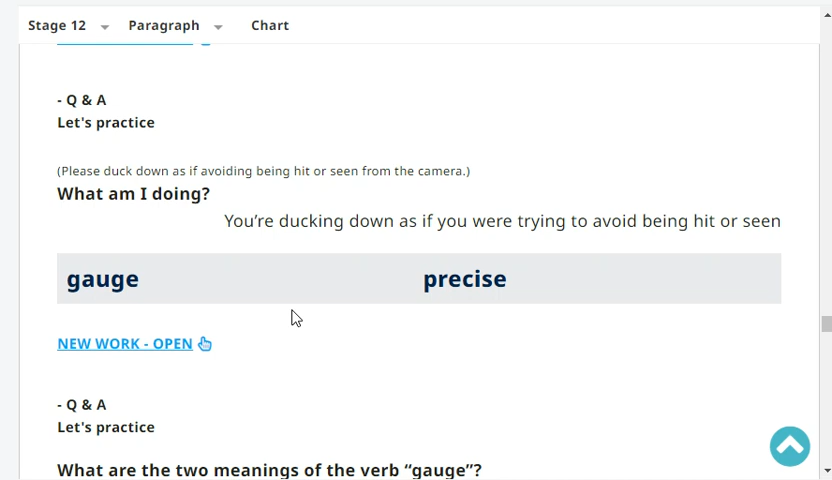 Stage 12 Paragraph Chart
- Q & A
Let's practice
(Please duck down as if avoiding being hit or seen from the camera.)
What am I doing?
You’re ducking down as if you were trying to avoid being hit or seen
gauge precise
NEW WORK - OPEN
- Q & A
Let's practice
What are the two meanings of the verb “gauge”?